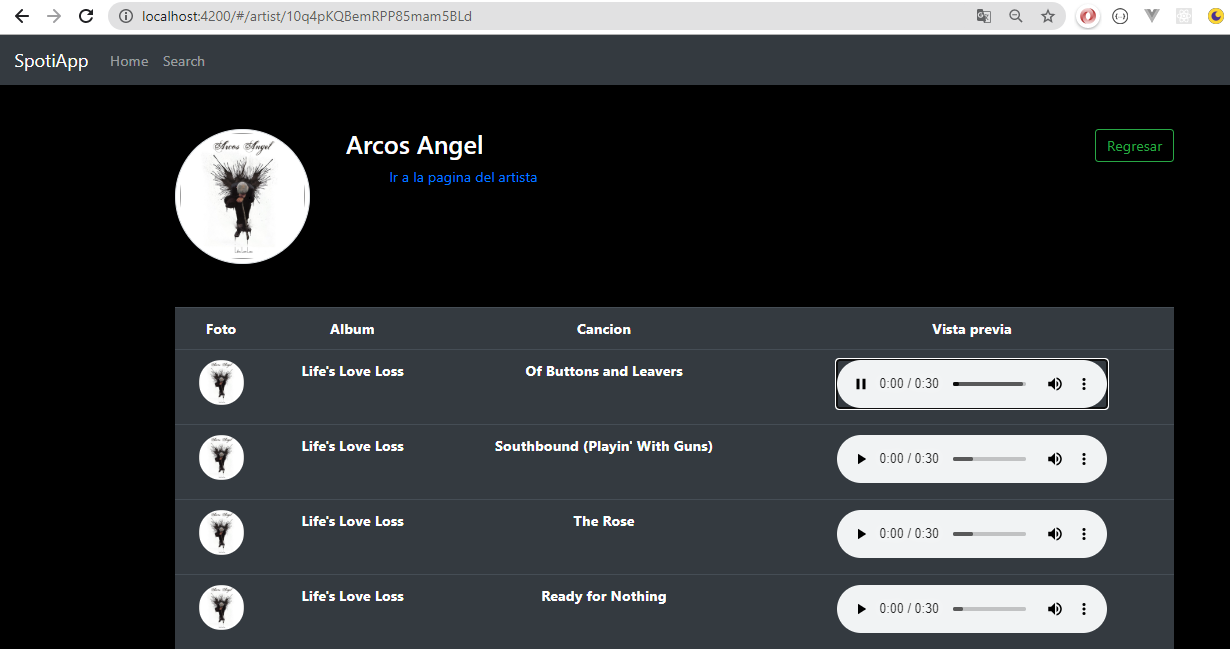 localhost:4200/#/artist/10q4pKQBemRPP85mam5BLd
SpotiApp Home Search
Arcos Angel
Arcos Angel
Regresar
Ir a la pagina del artista
Foto Album Cancion Vista previa
Life's Love Loss Of Buttons and Leavers 0:00 / 0:30
Life's Love Loss Southbound (Playin' With Guns) 0:00 / 0:30
Life's Love Loss The Rose 0:00 / 0:30
Life's Love Loss Ready for Nothing 0:00 / 0:30